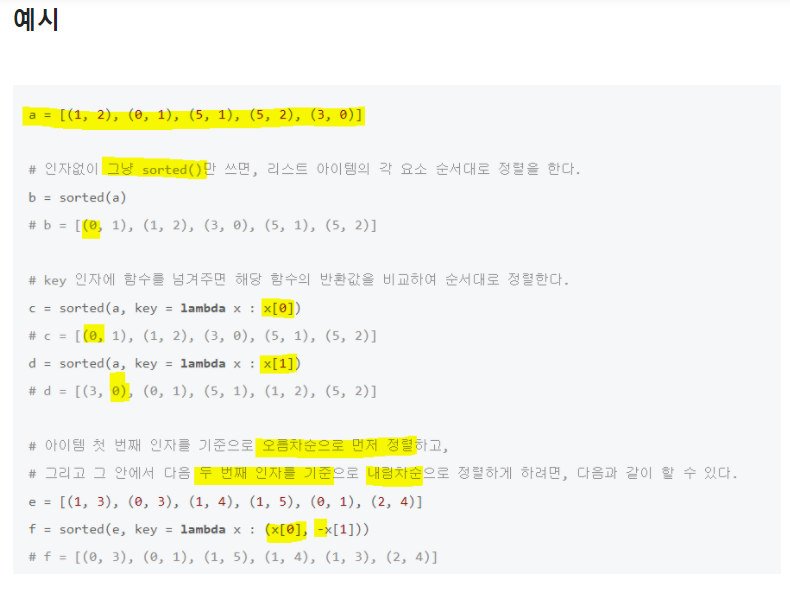 예시
a = [(1, 2), (0, 1), (5, 1), (5, 2), (3, 0)]
# 인자없이 그냥 sorted()만 쓰면, 리스트 아이템의 각 요소 순서대로 정렬을 한다.
b = sorted(a)
# b = [(0, 1), (1, 2), (3, 0), (5, 1), (5, 2)]
# key 인자에 함수를 넘겨주면 해당 함수의 반환값을 비교하여 순서대로 정렬한다.
c = sorted(a, key = lambda x : x[0])
# c = [(0, 1), (1, 2), (3, 0), (5, 1), (5, 2)]
d = sorted(a, key = lambda x : x[1])
# d = [(3, 0), (0, 1), (5, 1), (1, 2), (5, 2)]
# 아이템 첫 번째 인자를 기준으로 오름차순으로 먼저 정렬하고,
# 그리고 그 안에서 다음 두 번째 인자를 기준으로 내림차순으로 정렬하게 하려면, 다음과 같이 할 수 있다.
e = [(1, 3), (0, 3), (1, 4), (1, 5), (0, 1), (2, 4)]
f = sorted(e, key = lambda x : (x[0], -x[1]))
# f = [(0, 3), (0, 1), (1, 5), (1, 4), (1, 3), (2, 4)]